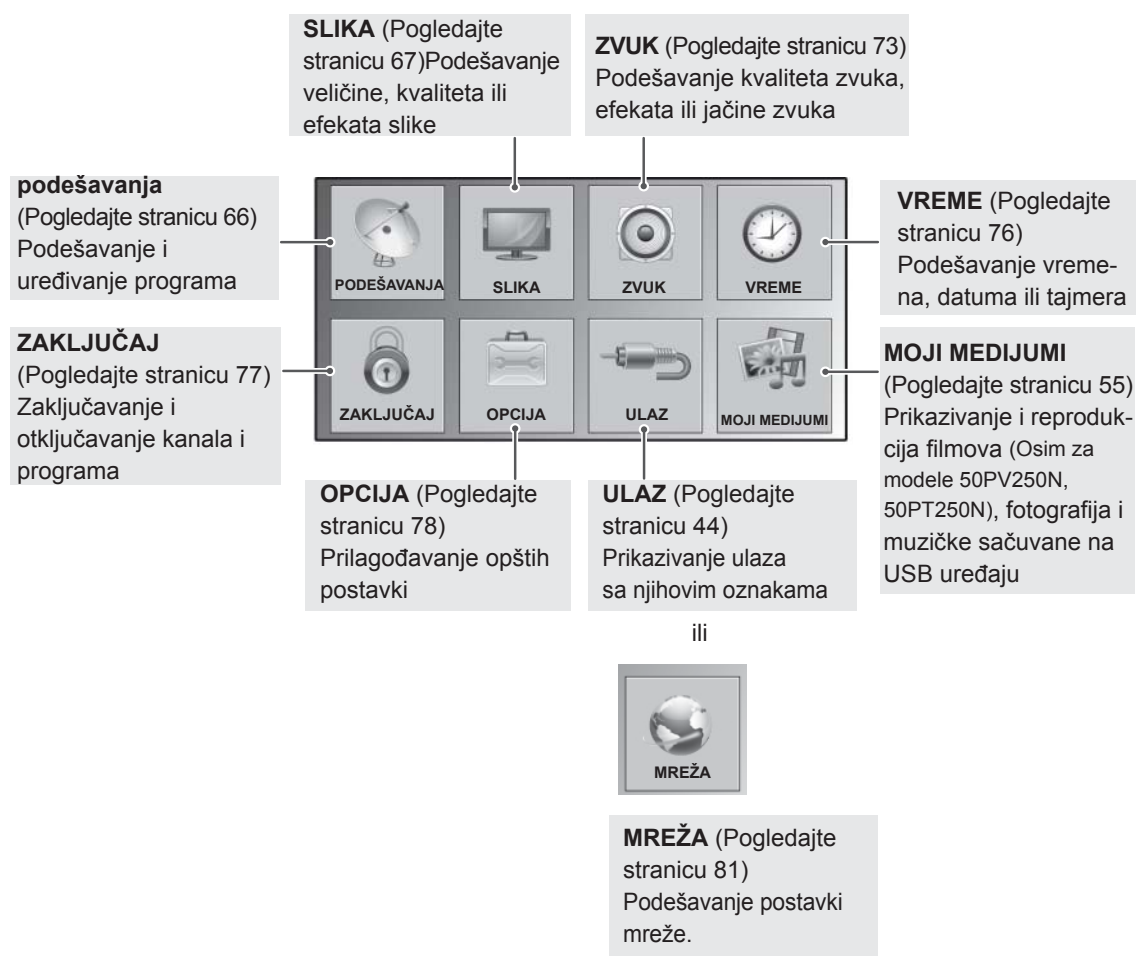 SLIKA (Pogledajte
stranicu 67)Podešavanje
veličine, kvaliteta ili
efekata slike
ZVUK (Pogledajte stranicu 73)
Podešavanje kvaliteta zvuka,
efekata ili jačine zvuka
podešavanja
(Pogledajte stranicu 66)
Podešavanje i
uređivanje programa
ZAKLJUČAJ
(Pogledajte stranicu 77)
Zaključavanje i
otključavanje kanala i
programa
PODEŠAVANJA
SLIKA
ZVUK
VREME
ZAKLJUČAJ
OPCIJA
ULAZ
MOJI MEDIJUMI
VREME (Pogledajte
stranicu 76)
Podešavanje vreme-
na, datuma ili tajmera
MOJI MEDIJUMI
(Pogledajte stranicu 55)
Prikazivanje i reproduk-
cija filmova (Osim za
modele 50PV250N,
50PT250N), fotografija i
muzičke sačuvane na
USB uređaju
OPCIJA (Pogledajte
stranicu 78)
Prilagođavanje opštih
postavki
ULAZ (Pogledajte
stranicu 44)
Prikazivanje ulaza
sa njihovim oznakama
ili
MREŽA
MREŽA (Pogledajte
stranicu 81)
Podešavanje postavki
mreže.